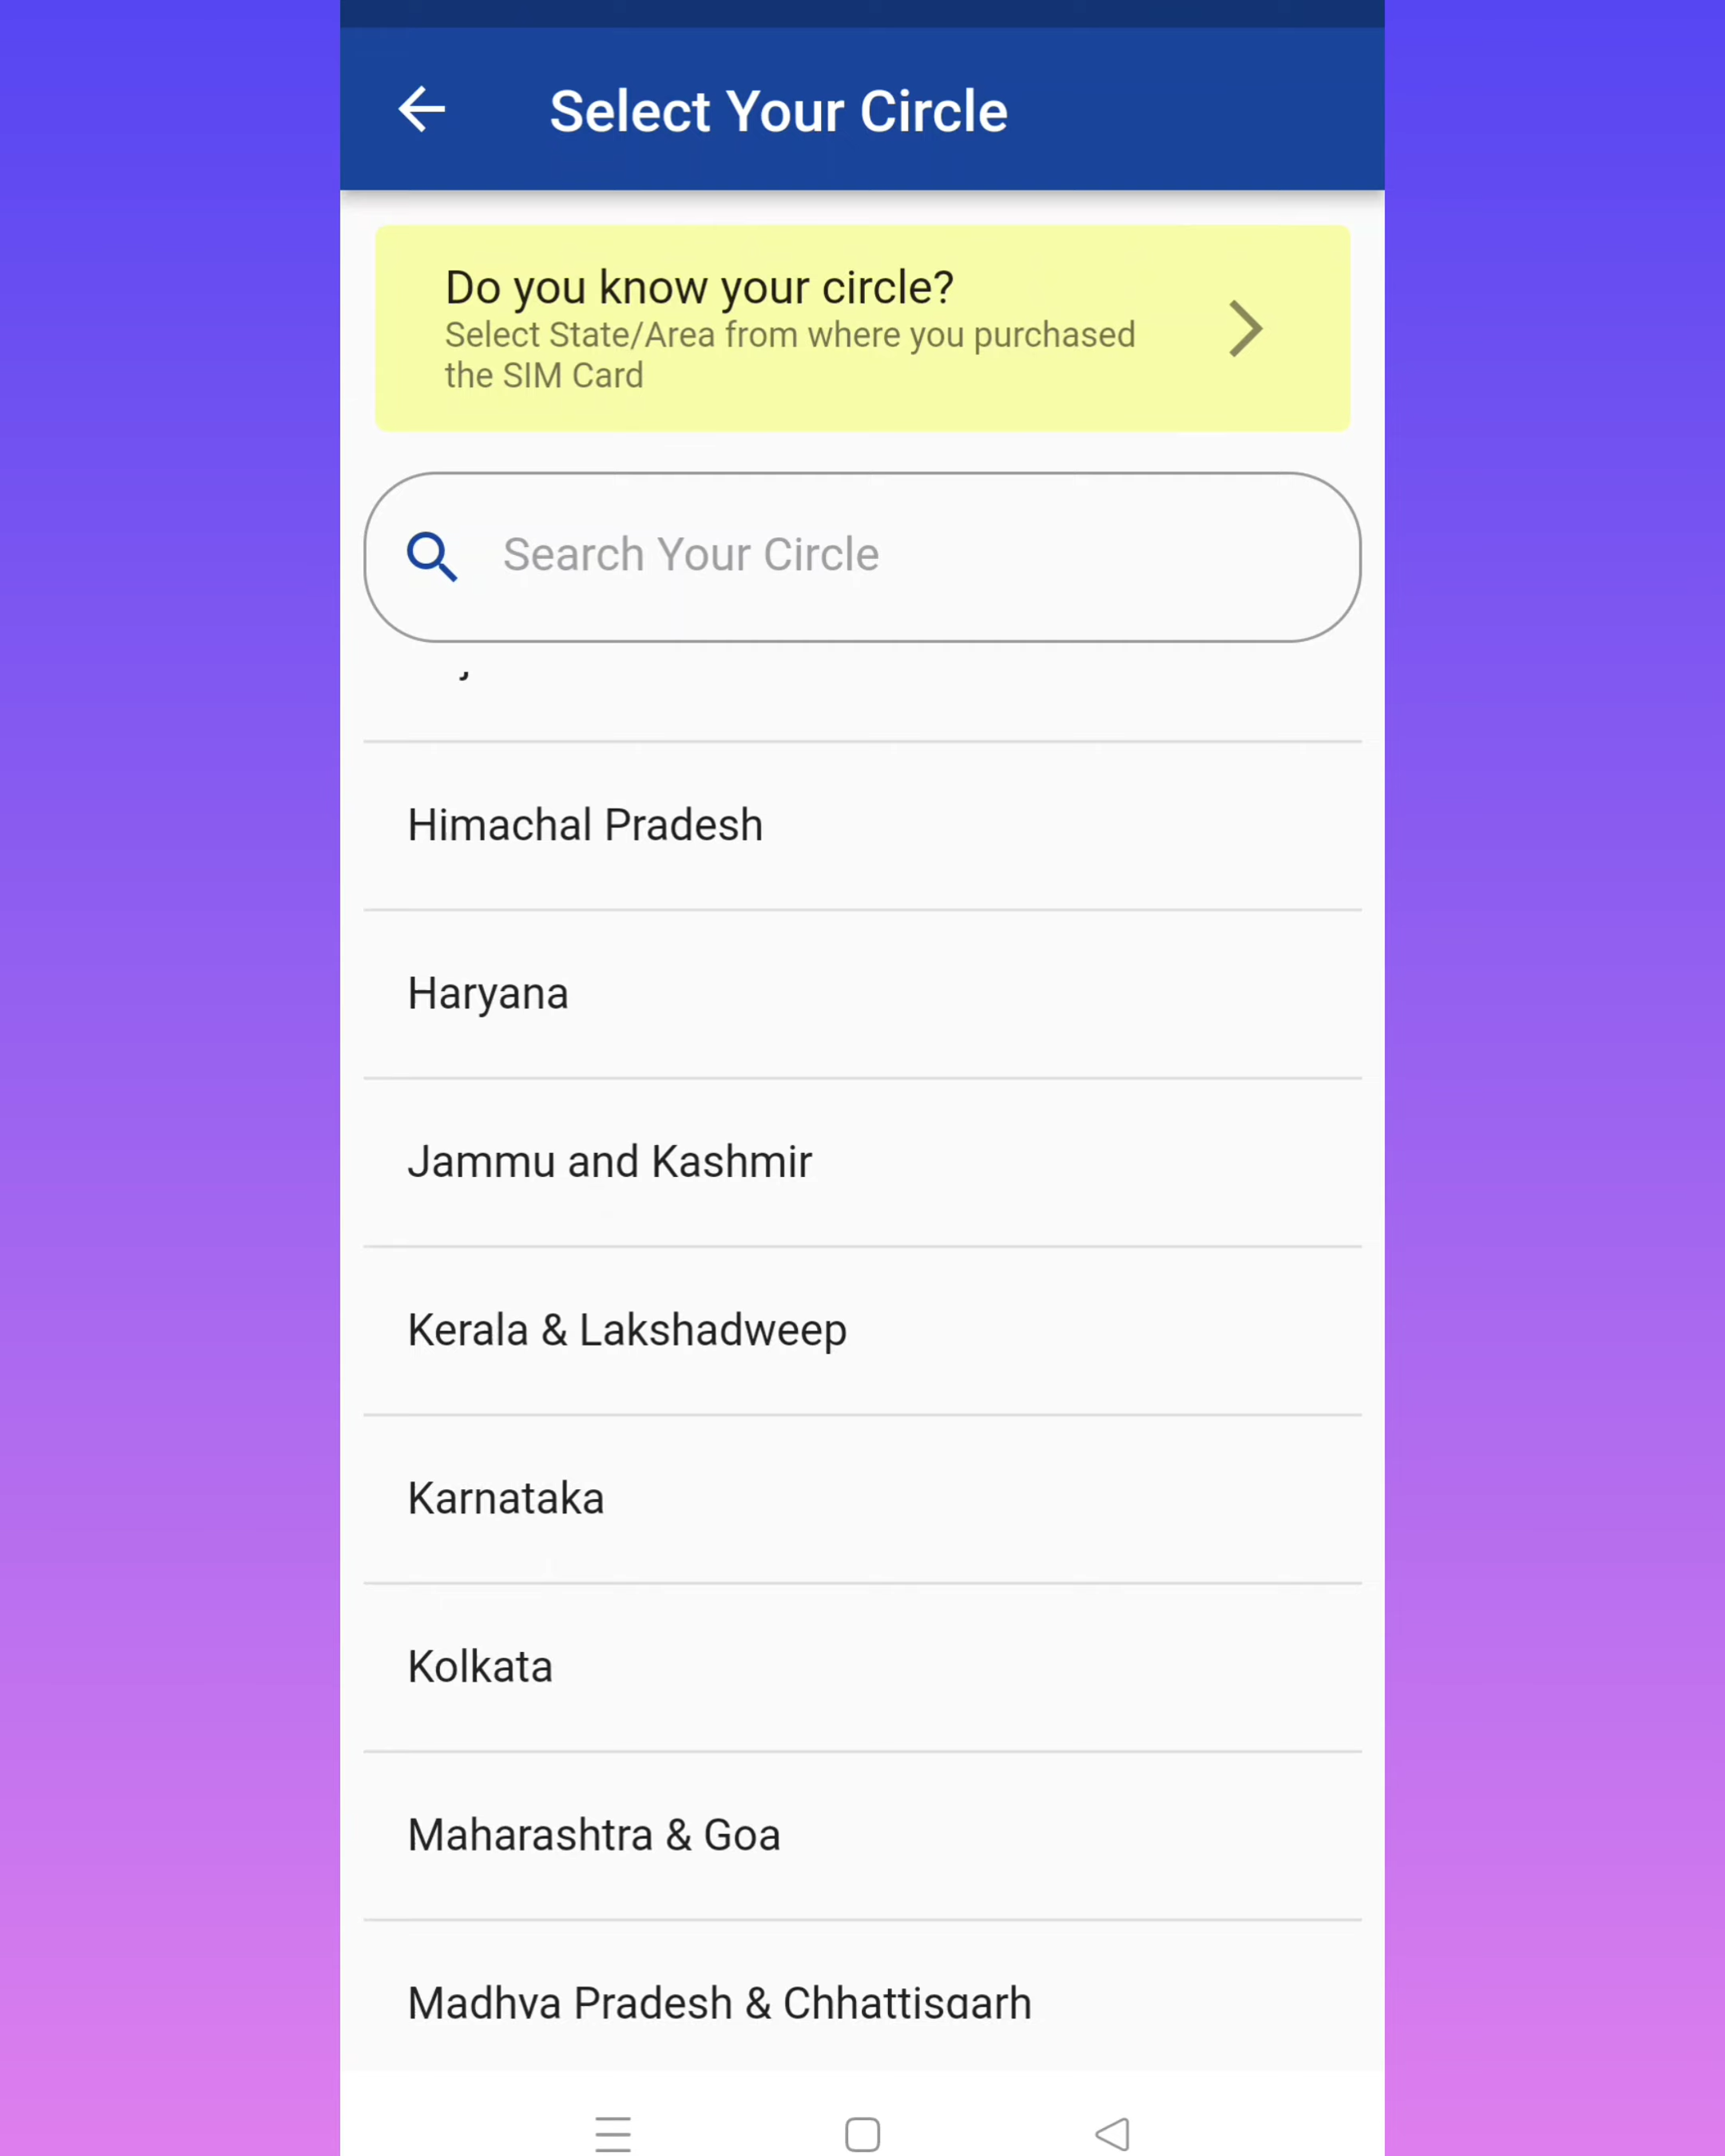 Select Your Circle
Do you know your circle?
Select State/Area from where you purchased
the SIM Card
Search Your Circle
Himachal Pradesh
Haryana
Jammu and Kashmir
Kerala & Lakshadweep
Karnataka
Kolkata
Maharashtra & Goa
Madhya Pradesh & Chhattisgarh